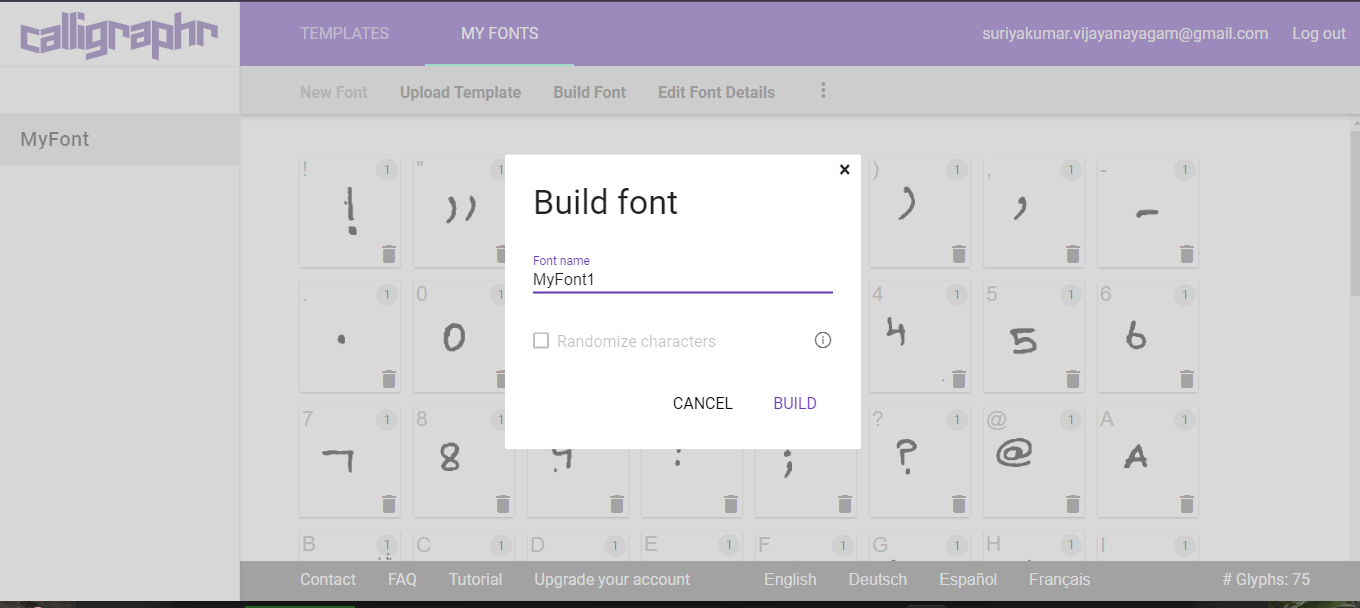 calligraphr
TEMPLATES
MY FONTS
suriyakumar.vijayanayagam@gmail.com
Log out
New Font
Upload Template
Build Font
Edit Font Details
MyFont
! 1
" 1
) 1
, 1
- 1
!
"
)
,
-
Build font
Font name
MyFont1
Randomize characters
CANCEL
BUILD
. 1
0 1
4 1
5 1
6 1
.
0
4
5
6
7 1
8 1
? 1
@ 1
A 1
7
8
9
:
;
?
@
A
B 1
C 1
D 1
E 1
F 1
G 1
H 1
I 1
Contact
FAQ
Tutorial
Upgrade your account
English
Deutsch
Español
Français
# Glyphs: 75